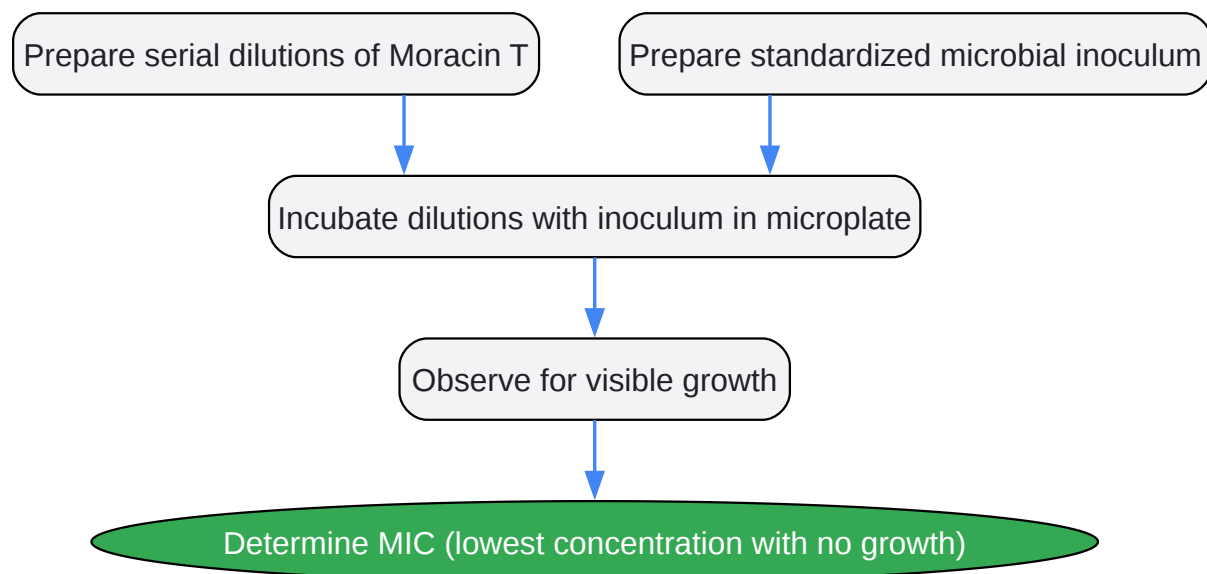 Prepare serial dilutions of Moracin T
Prepare standardized microbial inoculum
Incubate dilutions with inoculum in microplate
Observe for visible growth
Determine MIC (lowest concentration with no growth)